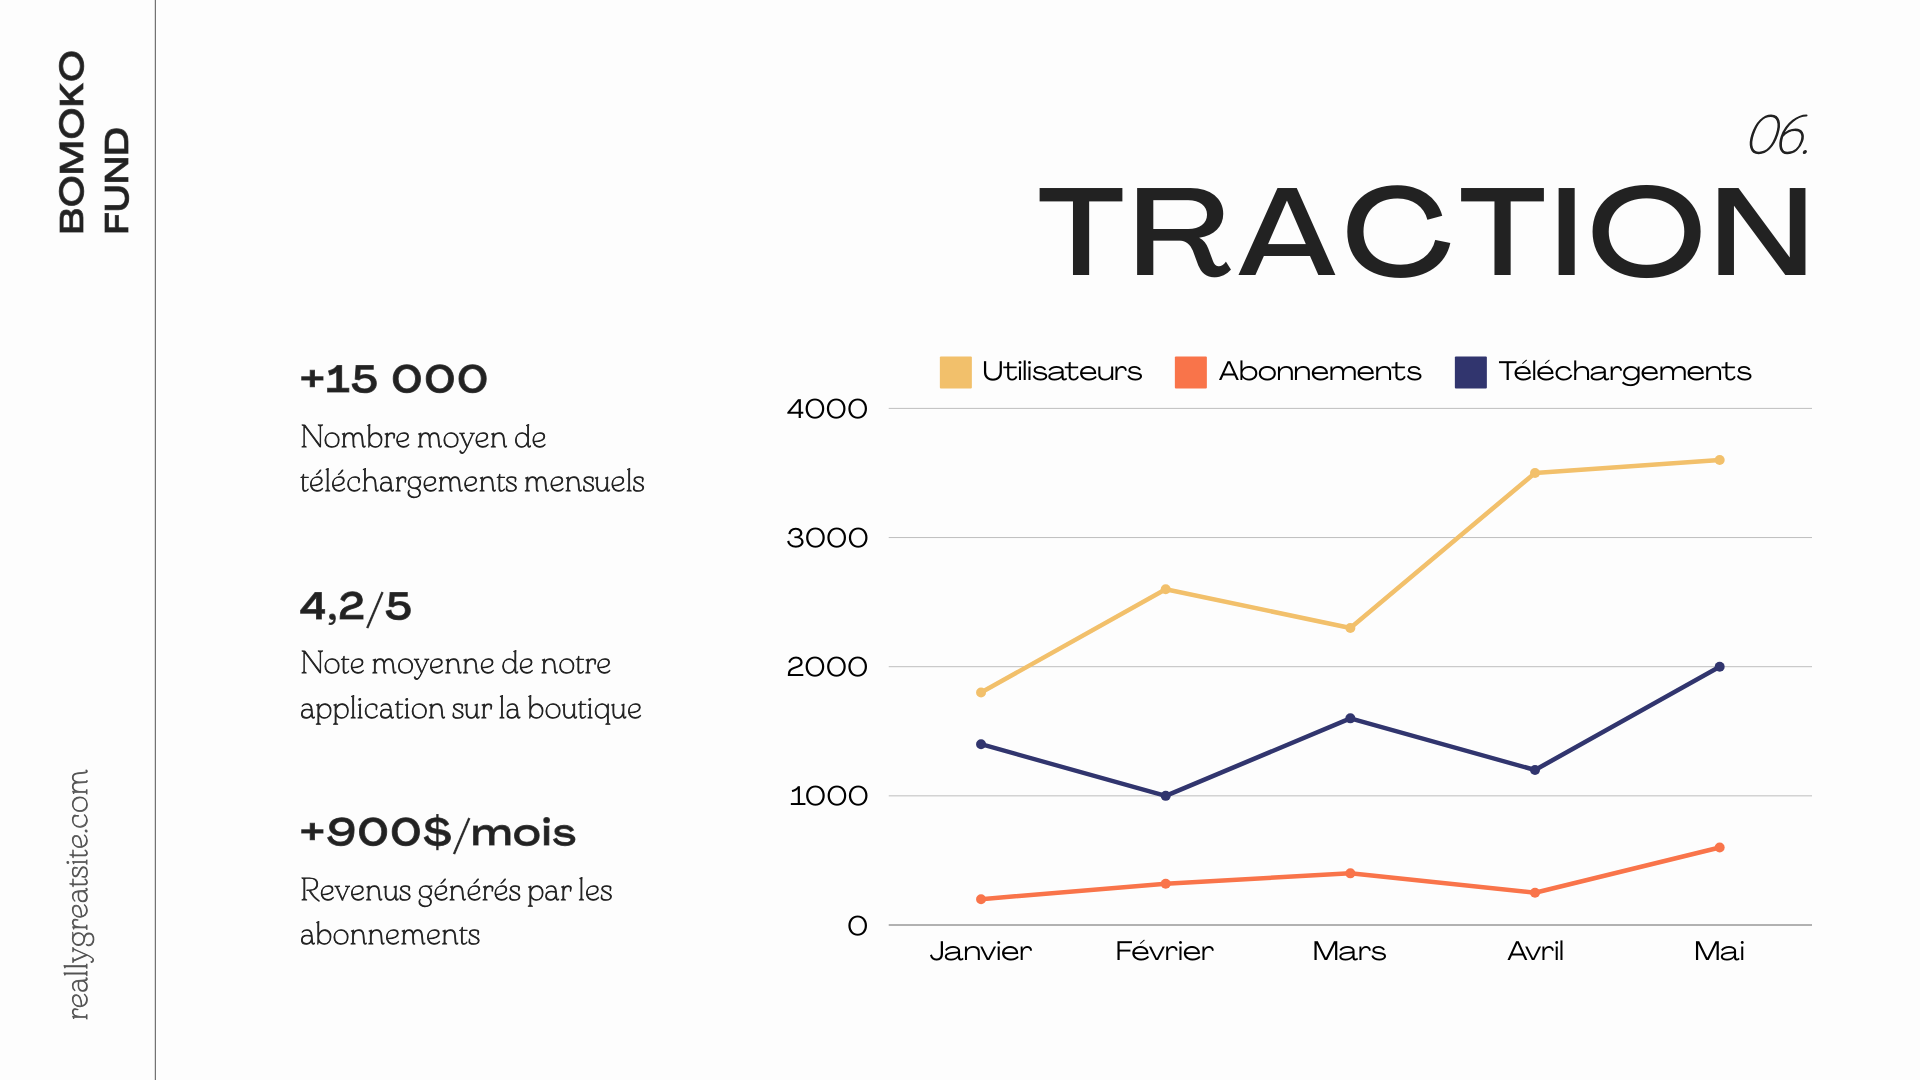 BOMOKO
FUND
reallygreatsite.com
06.
TRACTION
+15 000
Nombre moyen de
téléchargements mensuels
4,2/5
Note moyenne de notre
application sur la boutique
+900$/mois
Revenus générés par les
abonnements
Utilisateurs Abonnements Téléchargements
4000
3000
2000
1000
0
Janvier Février Mars Avril Mai